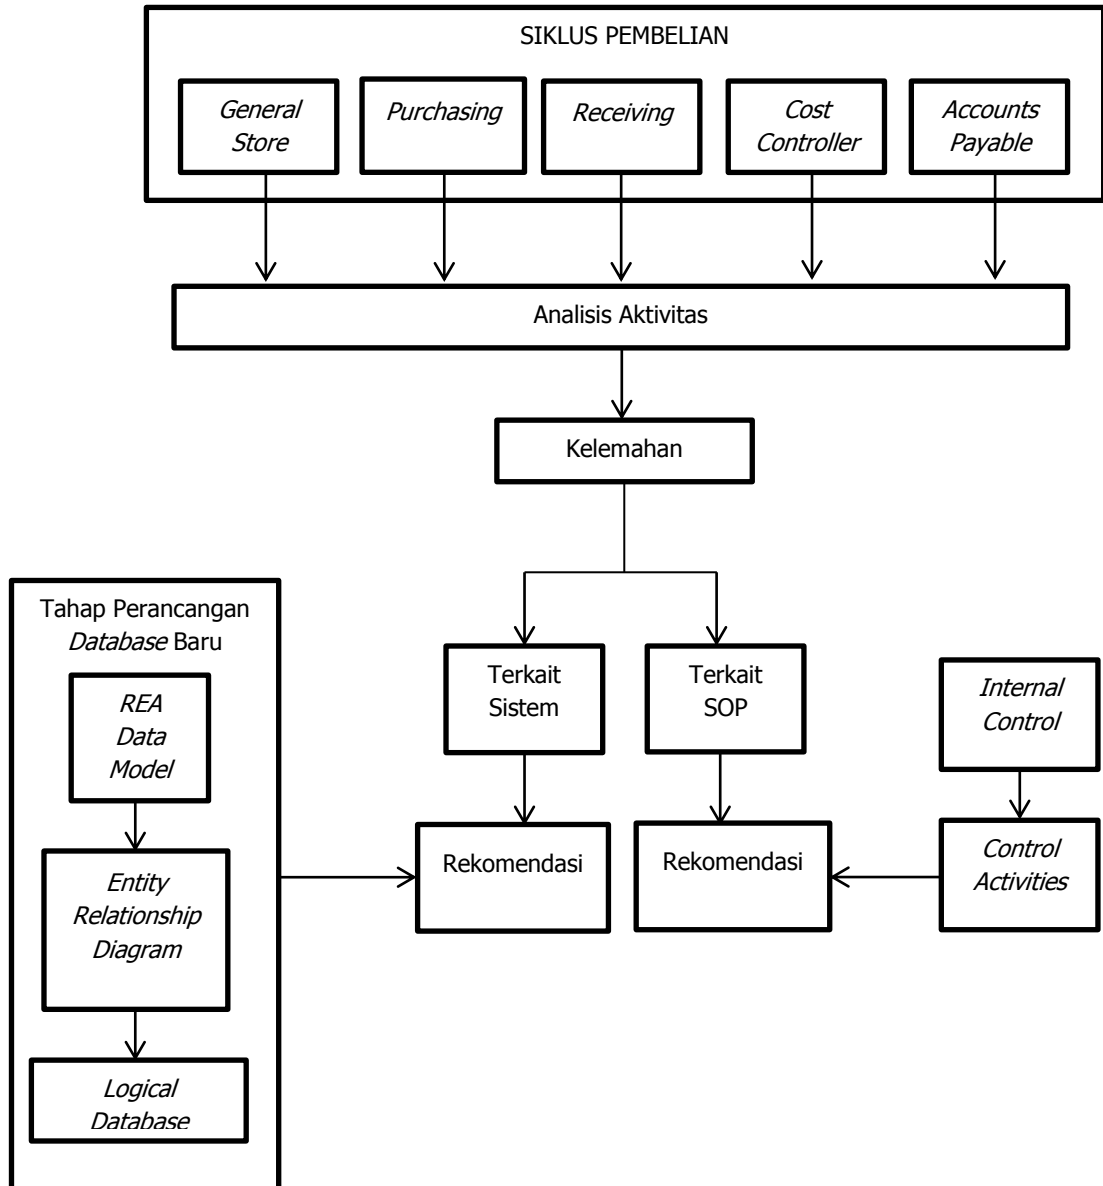 SIKLUS PEMBELIAN
General
Store
Purchasing
Receiving
Cost
Controller
Accounts
Payable
Analisis Aktivitas
Kelemahan
Tahap Perancangan
Database Baru
REA
Data
Model
Entity
Relationship
Diagram
Logical
Database
Terkait
Sistem
Terkait
SOP
Rekomendasi
Rekomendasi
Internal
Control
Control
Activities